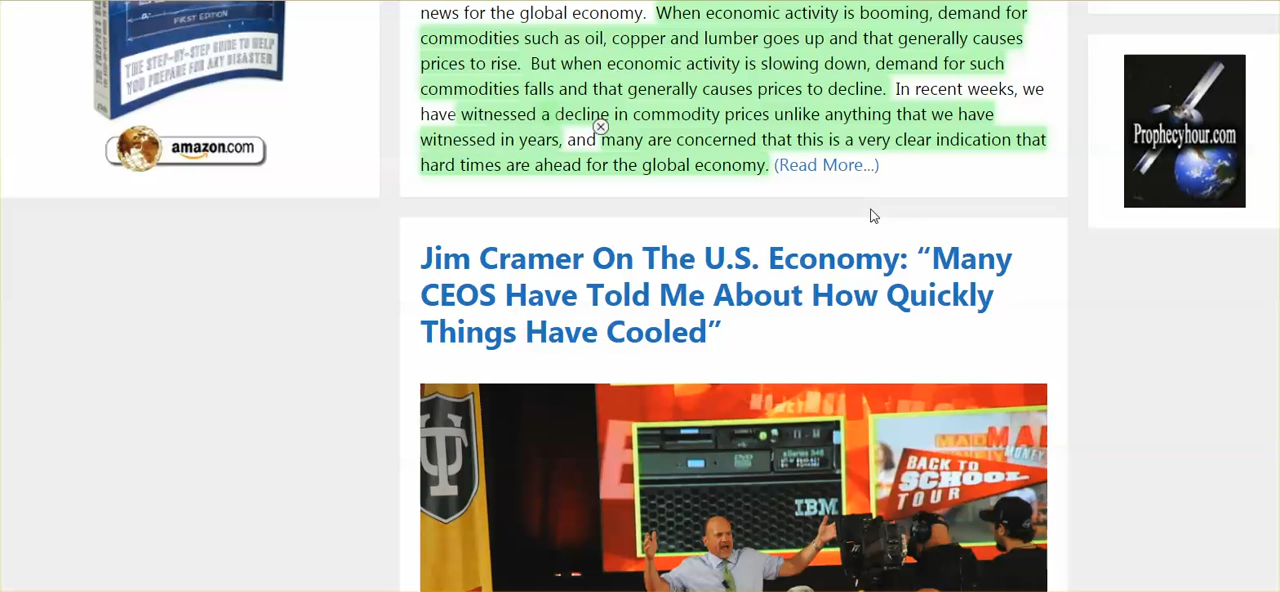 FIRST EDITION
THE STEP-BY-STEP GUIDE TO HELP
YOU PREPARE FOR ANY DISASTER
amazon.com
news for the global economy. When economic activity is booming, demand for
commodities such as oil, copper and lumber goes up and that generally causes
prices to rise. But when economic activity is slowing down, demand for such
commodities falls and that generally causes prices to decline. In recent weeks, we
have witnessed a decline in commodity prices unlike anything that we have
witnessed in years, and many are concerned that this is a very clear indication that
hard times are ahead for the global economy. (Read More...)
Prophecyhour.com
Jim Cramer On The U.S. Economy: “Many
CEOS Have Told Me About How Quickly
Things Have Cooled”
IBM
MAD
MONEY
BACK TO
SCHOOL
TOUR